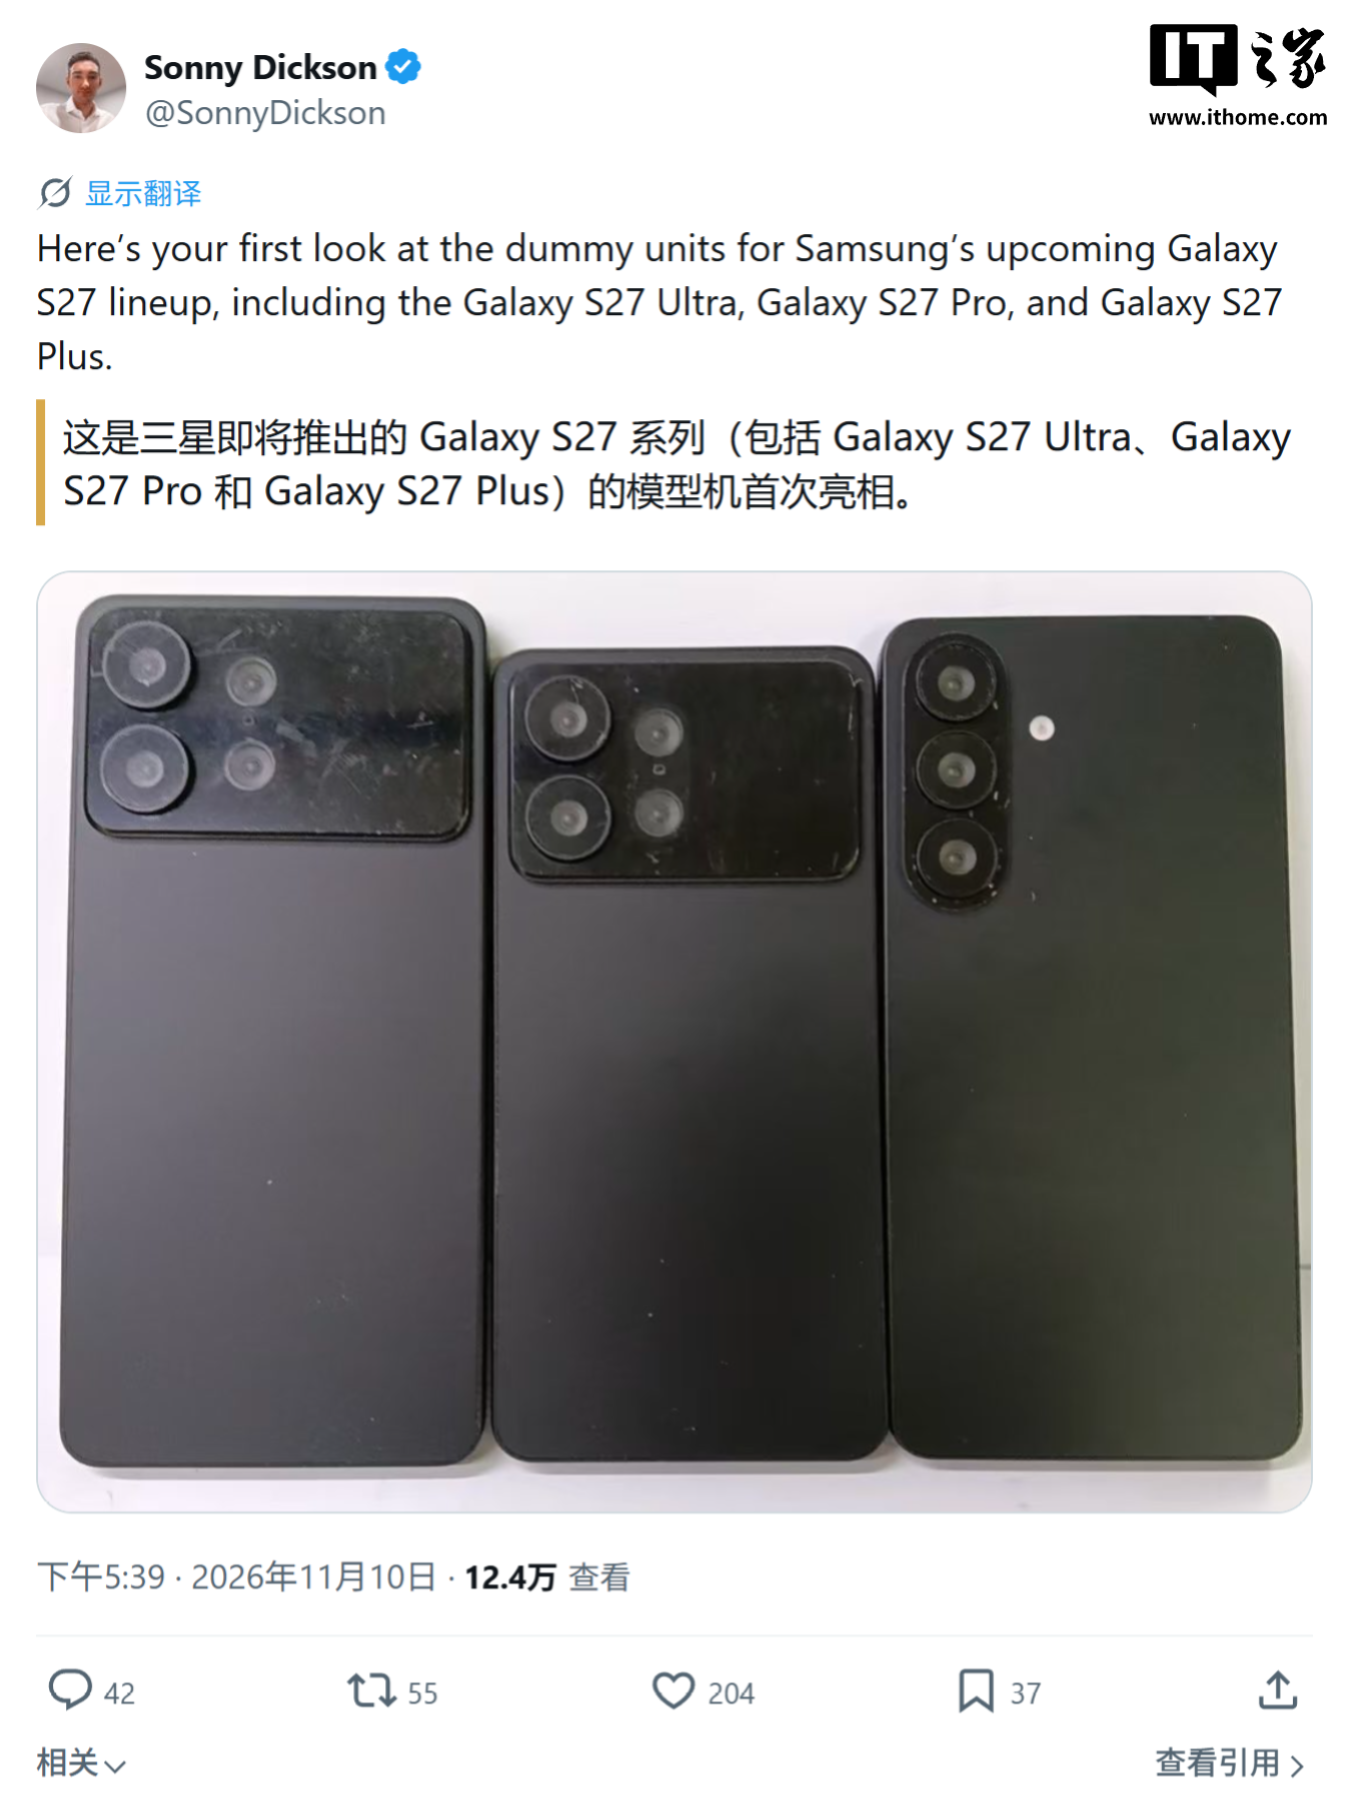 Sonny Dickson
@SonnyDickson
IT之家
www.ithome.com
显示翻译
Here’s your first look at the dummy units for Samsung’s upcoming Galaxy
S27 lineup, including the Galaxy S27 Ultra, Galaxy S27 Pro, and Galaxy S27
Plus.
这是三星即将推出的 Galaxy S27 系列（包括 Galaxy S27 Ultra、Galaxy
S27 Pro 和 Galaxy S27 Plus）的模型机首次亮相。
下午5:39 · 2026年11月10日 · 12.4万 查看
42 55 204 37
相关
查看引用